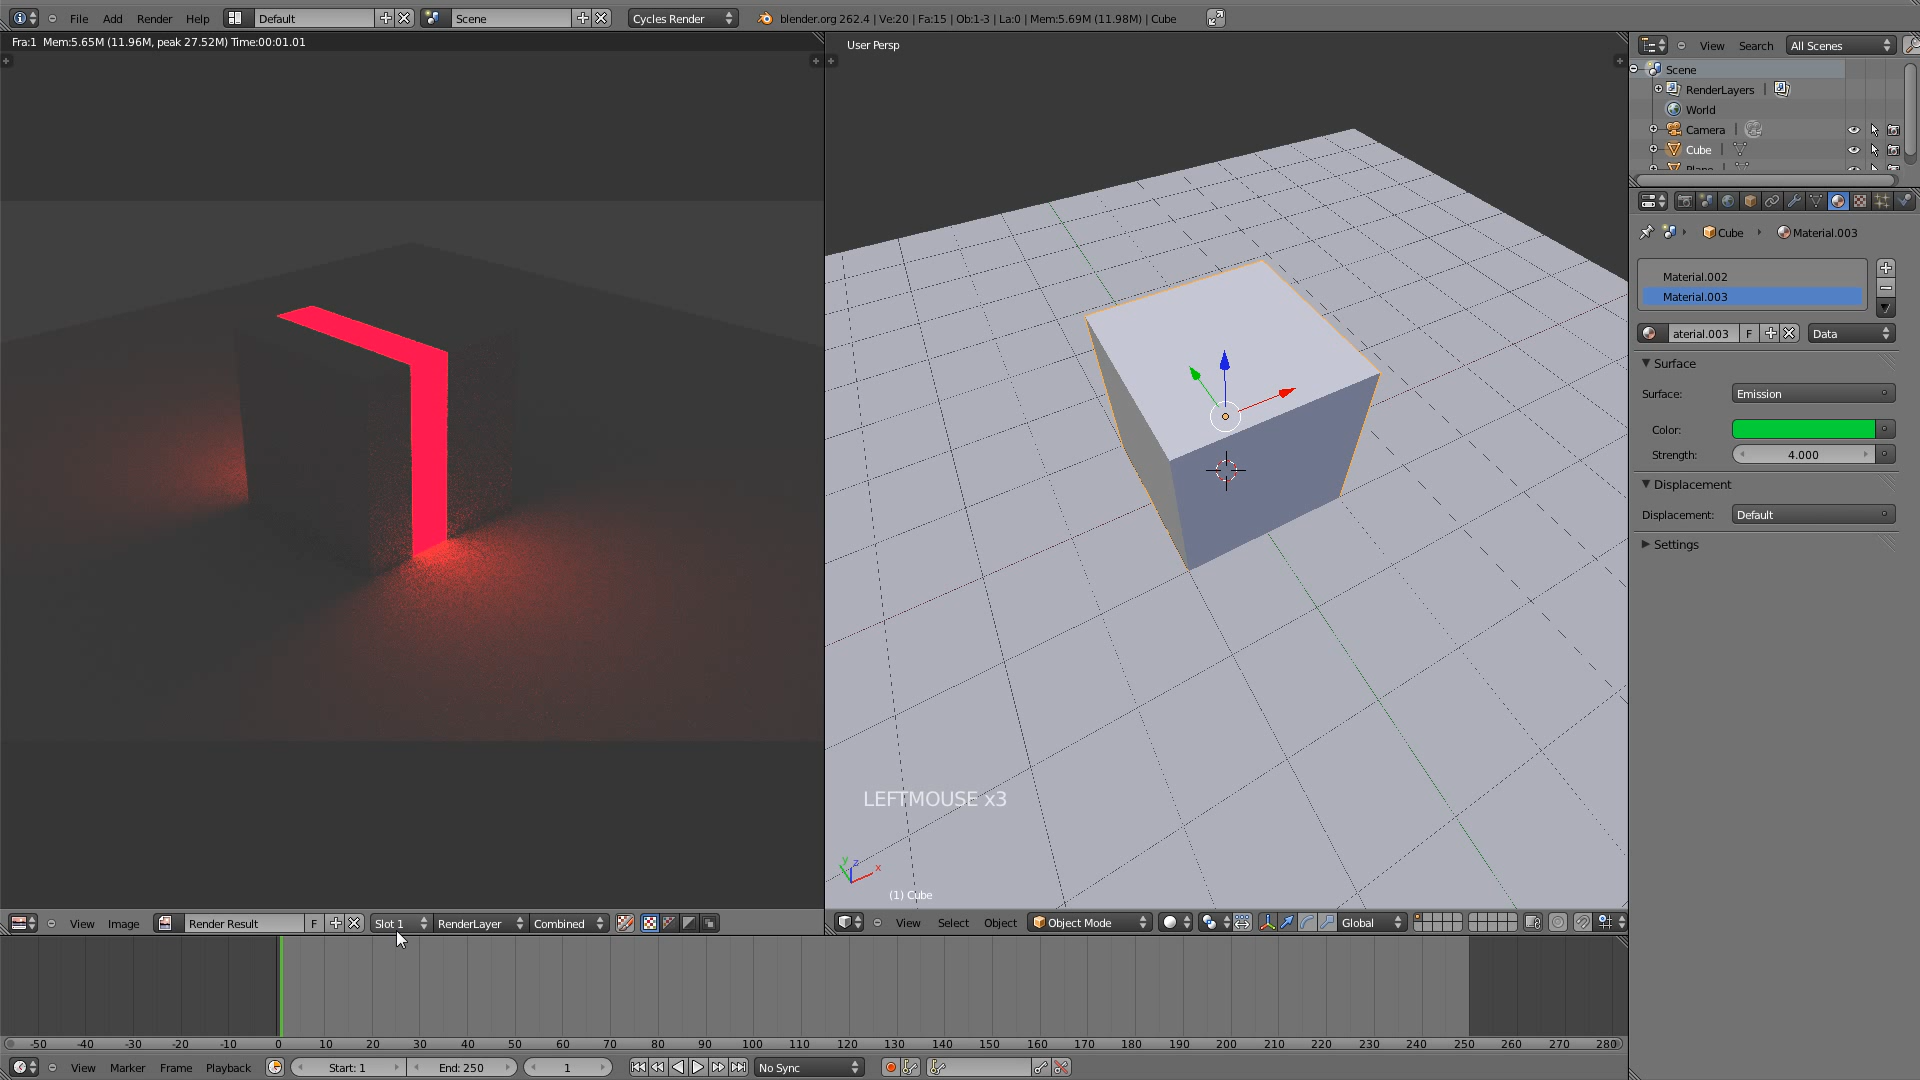 File Add Render Help Default Scene Cycles Render blender.org 262.4 | Ve:20 | Fa:15 | Ob:1-3 | La:0 | Mem:5.69M (11.98M) | Cube
Fra:1 Mem:5.65M (11.96M, peak 27.52M) Time:00:01.01
User Persp
LEFTMOUSE x3
y z x
(1) Cube
View Image Render Result F Slot 1 RenderLayer Combined
View Select Object Object Mode Global
-50 -40 -30 -20 -10 0 10 20 30 40 50 60 70 80 90 100 110 120 130 140 150 160 170 180 190 200 210 220 230 240 250 260 270 280
View Marker Frame Playback Start: 1 End: 250 1 No Sync
View Search All Scenes
Scene
RenderLayers |
World
Camera |
Cube |
Plane
Cube Material.003
Material.002
Material.003
aterial.003 F Data
Surface
Surface: Emission
Color:
Strength: 4.000
Displacement
Displacement: Default
Settings